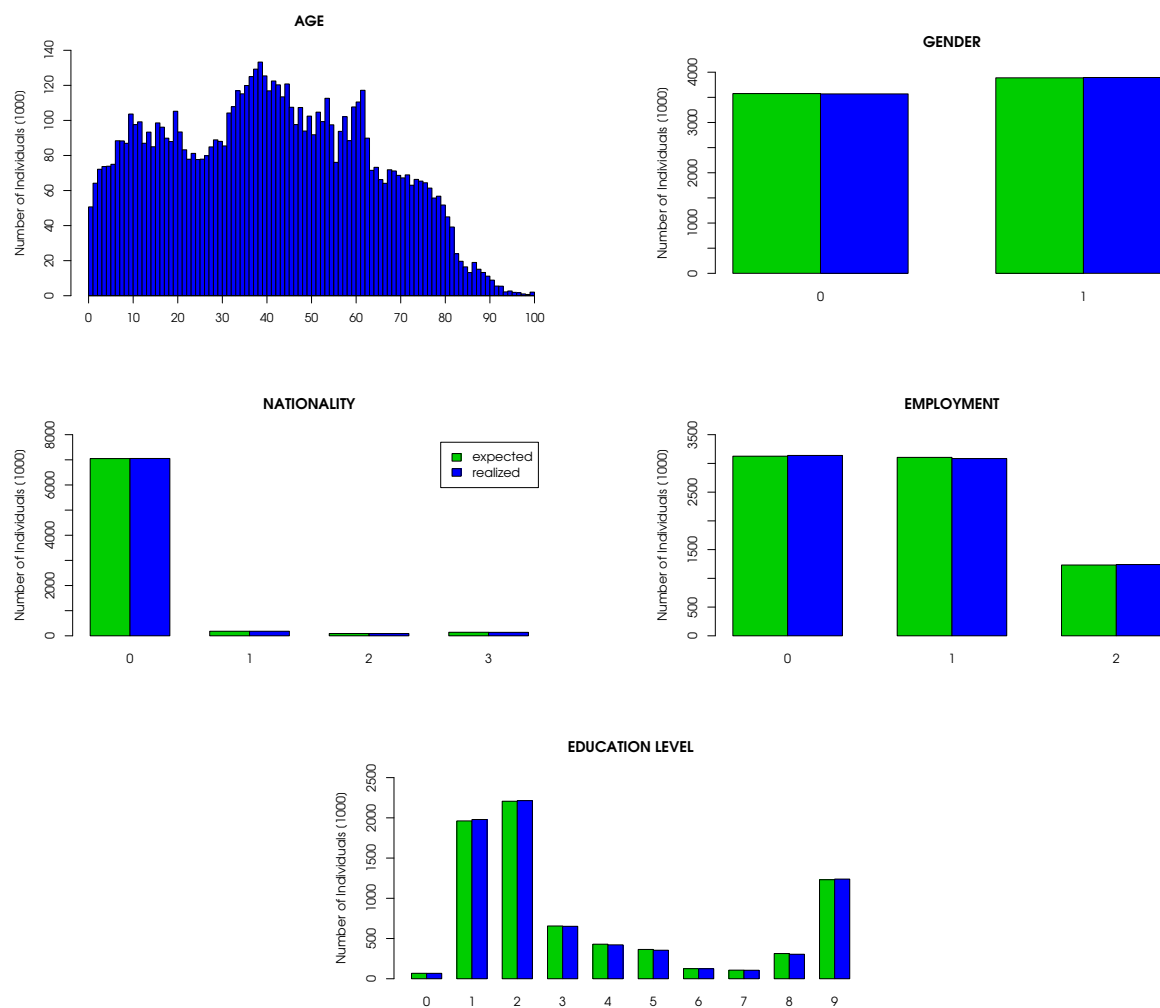 AGE
Number of Individuals (1000)
0 20 40 60 80 100 120 140
0 10 20 30 40 50 60 70 80 90 100
GENDER
Number of Individuals (1000)
0 1000 2000 3000 4000
0 1
NATIONALITY
Number of Individuals (1000)
0 2000 4000 6000 8000
expected
realized
0 1 2 3
EMPLOYMENT
Number of Individuals (1000)
0 500 1500 2500 3500
0 1 2
EDUCATION LEVEL
Number of Individuals (1000)
0 500 1000 1500 2000 2500
0 1 2 3 4 5 6 7 8 9